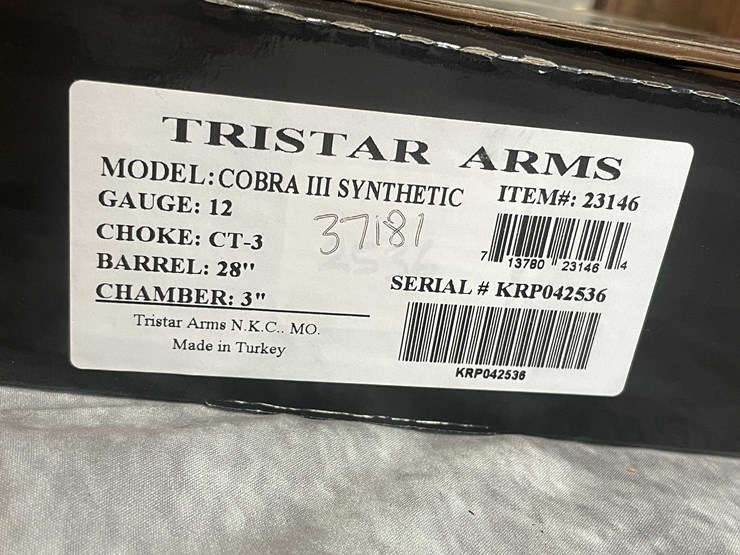 TRISTAR ARMS
MODEL: COBRA III SYNTHETIC
ITEM#: 23146
GAUGE: 12
37181
CHOKE: CT-3
7 13780 23146 4
BARREL: 28"
SERIAL # KRP042536
CHAMBER: 3"
Tristar Arms N.K.C.. MO.
Made in Turkey
KRP042536